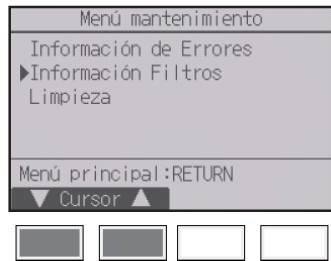 Menú mantenimiento
Información de Errores
▶Información Filtros
Limpieza
Menú principal:RETURN
▼ Cursor ▲